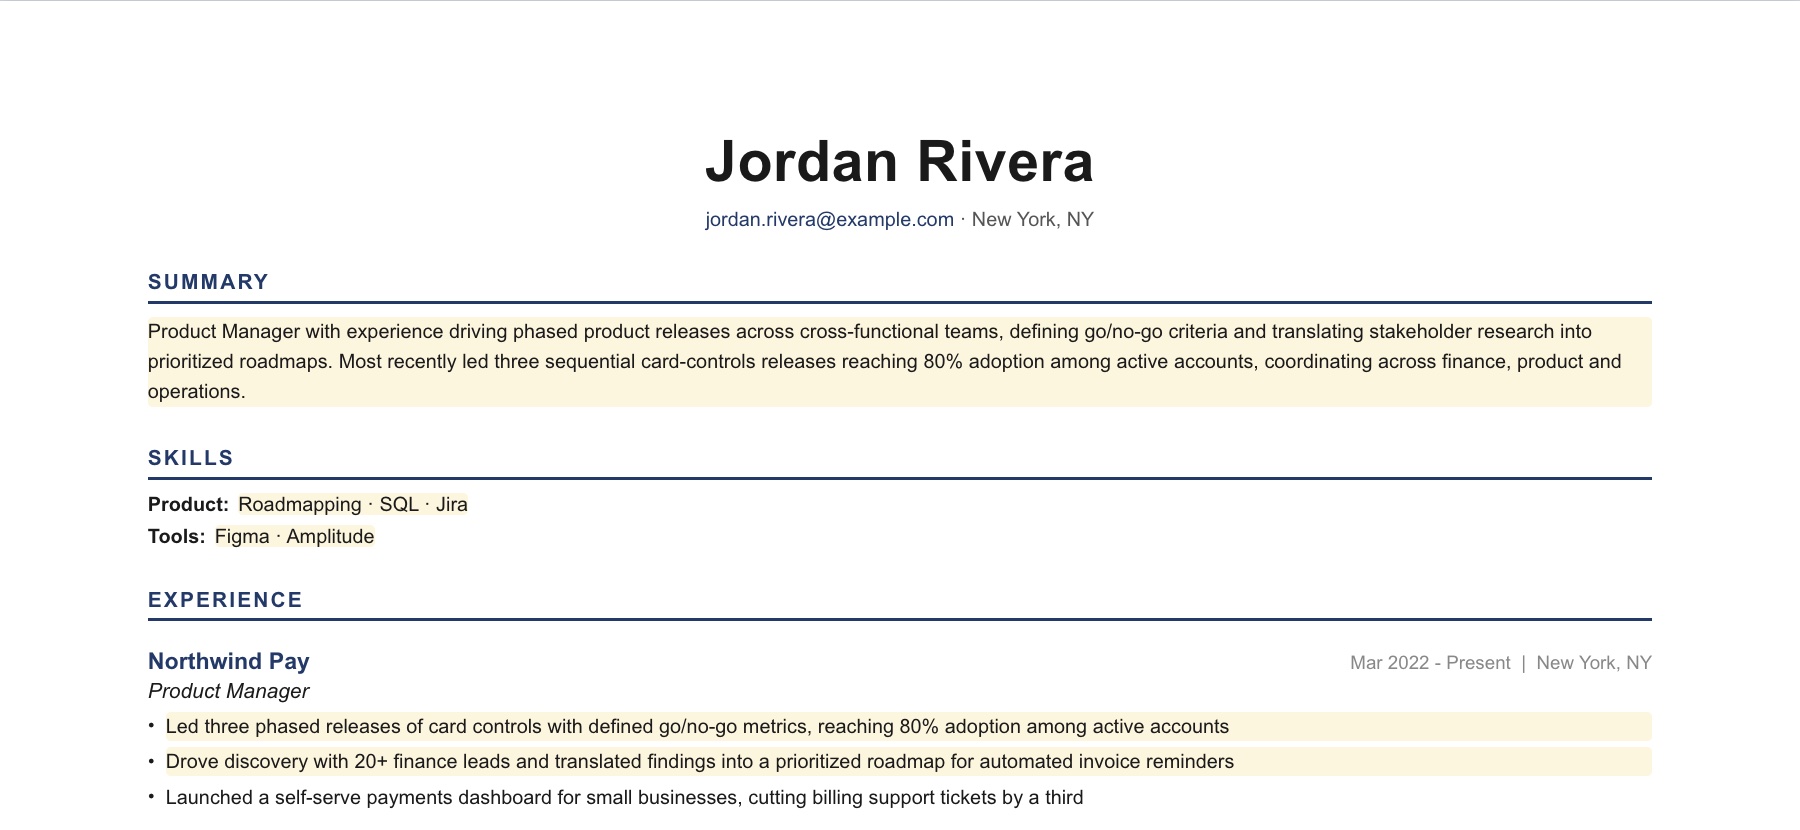 Jordan Rivera
jordan.rivera@example.com · New York, NY
SUMMARY
Product Manager with experience driving phased product releases across cross-functional teams, defining go/no-go criteria and translating stakeholder research into
prioritized roadmaps. Most recently led three sequential card-controls releases reaching 80% adoption among active accounts, coordinating across finance, product and
operations.
SKILLS
Product: Roadmapping · SQL · Jira
Tools: Figma · Amplitude
EXPERIENCE
Northwind Pay Mar 2022 - Present | New York, NY
Product Manager
• Led three phased releases of card controls with defined go/no-go metrics, reaching 80% adoption among active accounts
• Drove discovery with 20+ finance leads and translated findings into a prioritized roadmap for automated invoice reminders
• Launched a self-serve payments dashboard for small businesses, cutting billing support tickets by a third